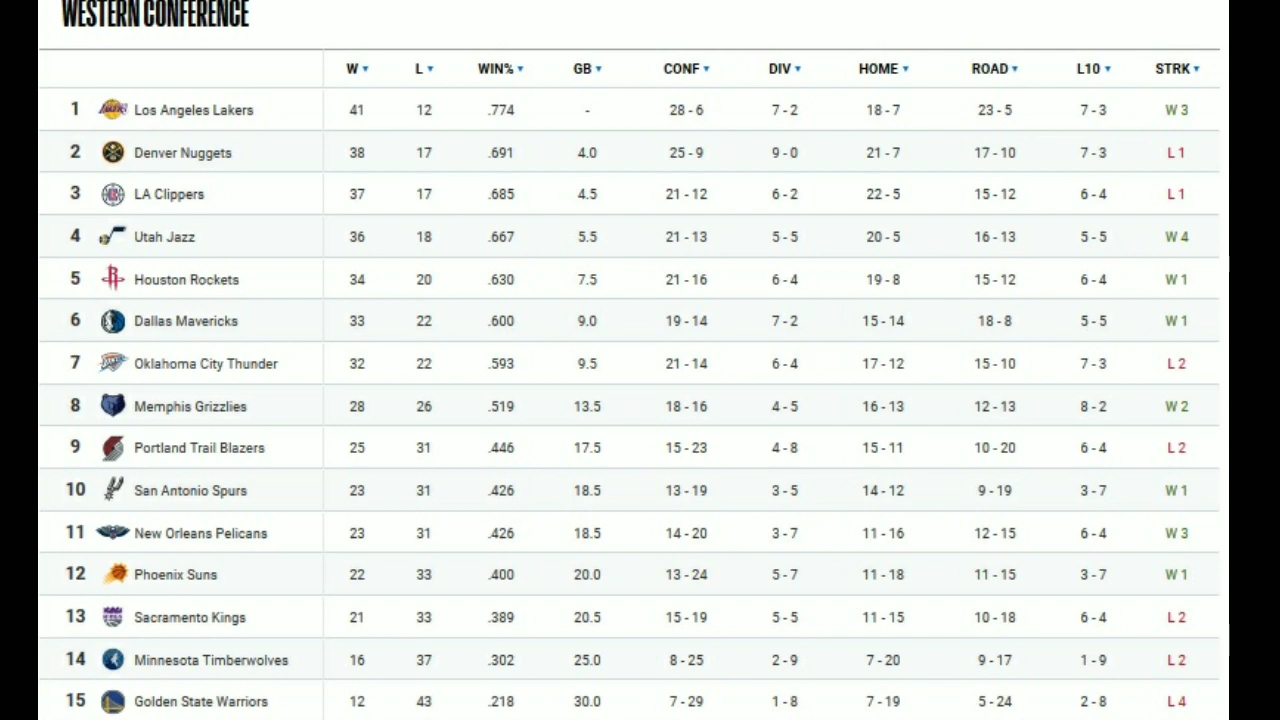 WESTERN CONFERENCE
W L WIN% GB CONF DIV HOME ROAD L10 STRK
1 Los Angeles Lakers 41 12 .774 - 28 - 6 7 - 2 18 - 7 23 - 5 7 - 3 W 3
2 Denver Nuggets 38 17 .691 4.0 25 - 9 9 - 0 21 - 7 17 - 10 7 - 3 L 1
3 LA Clippers 37 17 .685 4.5 21 - 12 6 - 2 22 - 5 15 - 12 6 - 4 L 1
4 Utah Jazz 36 18 .667 5.5 21 - 13 5 - 5 20 - 5 16 - 13 5 - 5 W 4
5 Houston Rockets 34 20 .630 7.5 21 - 16 6 - 4 19 - 8 15 - 12 6 - 4 W 1
6 Dallas Mavericks 33 22 .600 9.0 19 - 14 7 - 2 15 - 14 18 - 8 5 - 5 W 1
7 Oklahoma City Thunder 32 22 .593 9.5 21 - 14 6 - 4 17 - 12 15 - 10 7 - 3 L 2
8 Memphis Grizzlies 28 26 .519 13.5 18 - 16 4 - 5 16 - 13 12 - 13 8 - 2 W 2
9 Portland Trail Blazers 25 31 .446 17.5 15 - 23 4 - 8 15 - 11 10 - 20 6 - 4 L 2
10 San Antonio Spurs 23 31 .426 18.5 13 - 19 3 - 5 14 - 12 9 - 19 3 - 7 W 1
11 New Orleans Pelicans 23 31 .426 18.5 14 - 20 3 - 7 11 - 16 12 - 15 6 - 4 W 3
12 Phoenix Suns 22 33 .400 20.0 13 - 24 5 - 7 11 - 18 11 - 15 3 - 7 W 1
13 Sacramento Kings 21 33 .389 20.5 15 - 19 5 - 5 11 - 15 10 - 18 6 - 4 L 2
14 Minnesota Timberwolves 16 37 .302 25.0 8 - 25 2 - 9 7 - 20 9 - 17 1 - 9 L 2
15 Golden State Warriors 12 43 .218 30.0 7 - 29 1 - 8 7 - 19 5 - 24 2 - 8 L 4